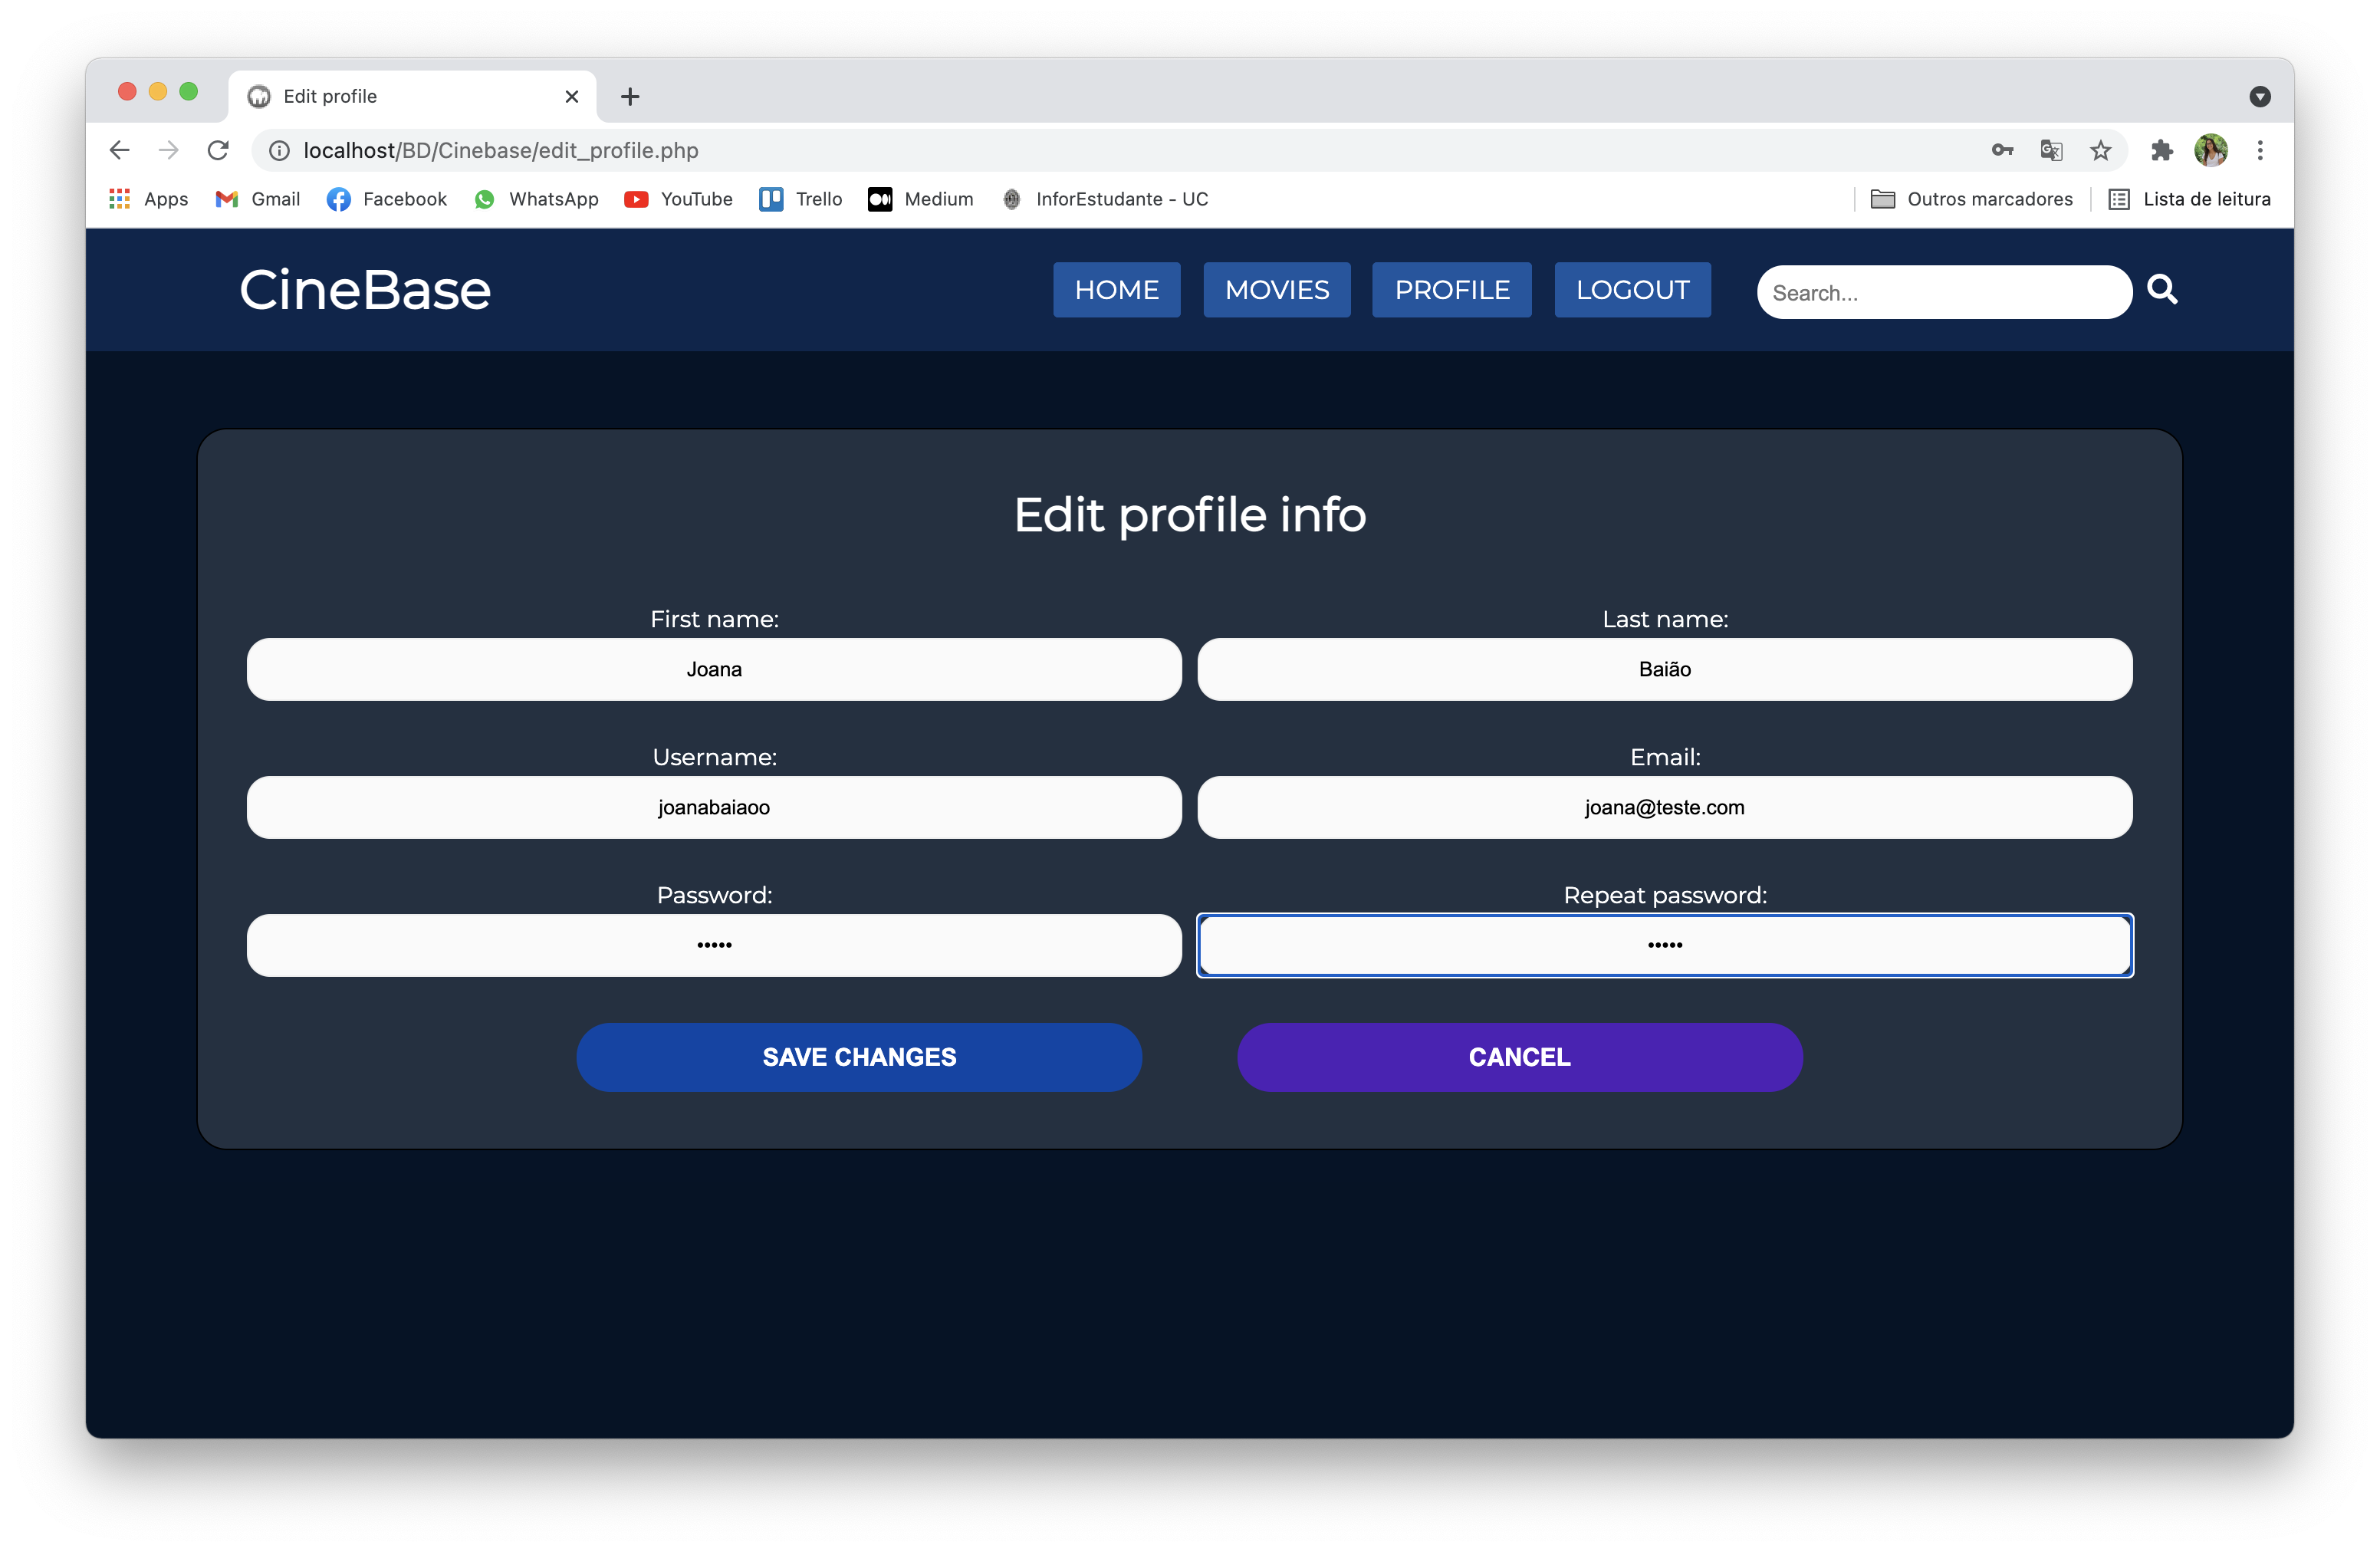 Edit profile
localhost/BD/Cinebase/edit_profile.php
Apps Gmail Facebook WhatsApp YouTube Trello Medium InforEstudante - UC Outros marcadores Lista de leitura
CineBase HOME MOVIES PROFILE LOGOUT Search...
Edit profile info
First name: Last name:
Joana Baião
Username: Email:
joanabaiaoo joana@teste.com
Password: Repeat password:
••••• •••••
SAVE CHANGES CANCEL